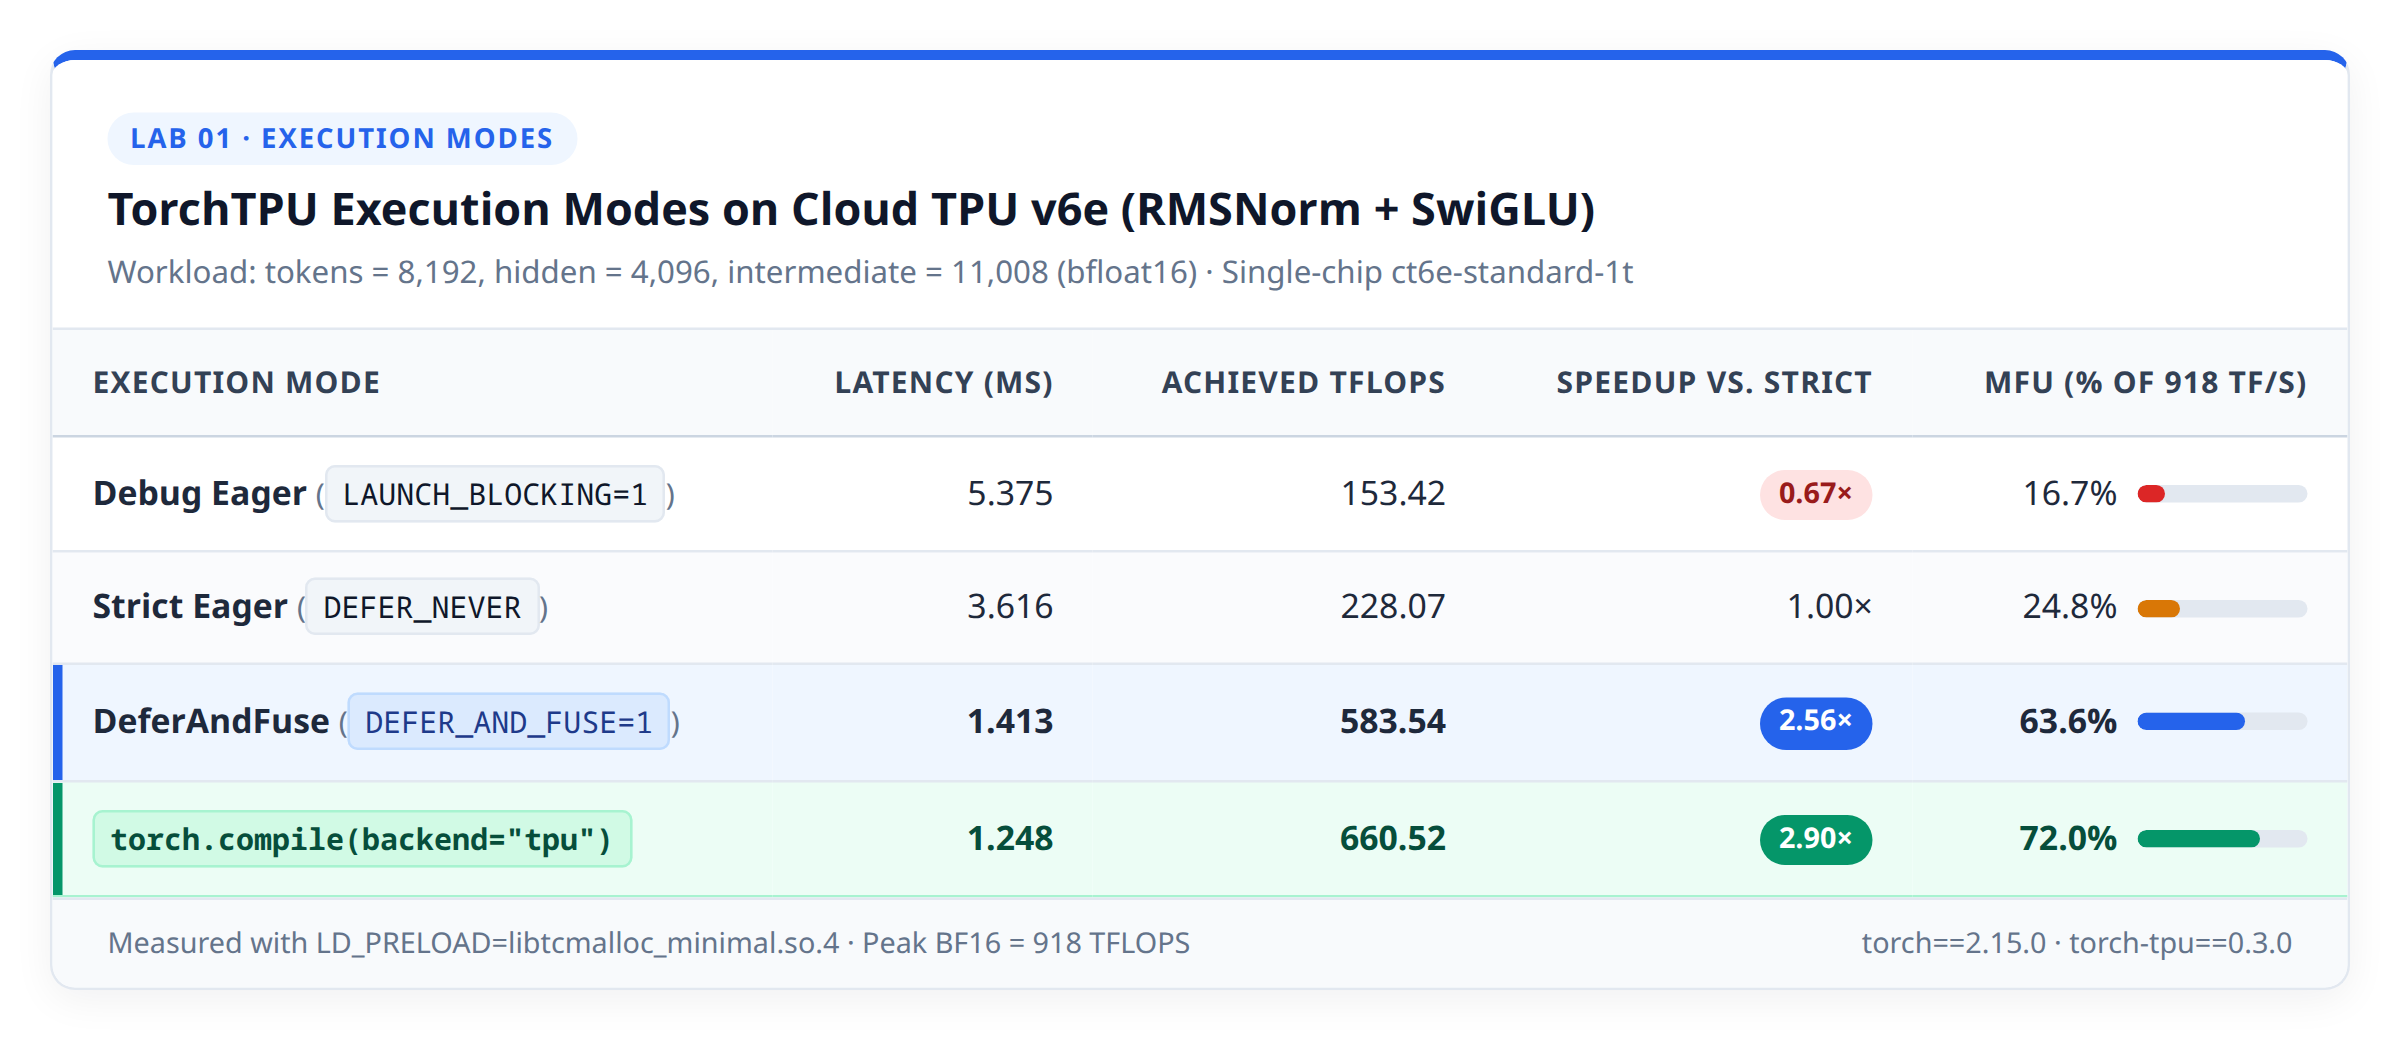 LAB 01 · EXECUTION MODES
TorchTPU Execution Modes on Cloud TPU v6e (RMSNorm + SwiGLU)
Workload: tokens = 8,192, hidden = 4,096, intermediate = 11,008 (bfloat16) · Single-chip ct6e-standard-1t
EXECUTION MODE LATENCY (MS) ACHIEVED TFLOPS SPEEDUP VS. STRICT MFU (% OF 918 TF/S)
Debug Eager (LAUNCH_BLOCKING=1) 5.375 153.42 0.67× 16.7%
Strict Eager (DEFER_NEVER) 3.616 228.07 1.00× 24.8%
DeferAndFuse (DEFER_AND_FUSE=1) 1.413 583.54 2.56× 63.6%
torch.compile(backend="tpu") 1.248 660.52 2.90× 72.0%
Measured with LD_PRELOAD=libtcmalloc_minimal.so.4 · Peak BF16 = 918 TFLOPS torch==2.15.0 · torch-tpu==0.3.0